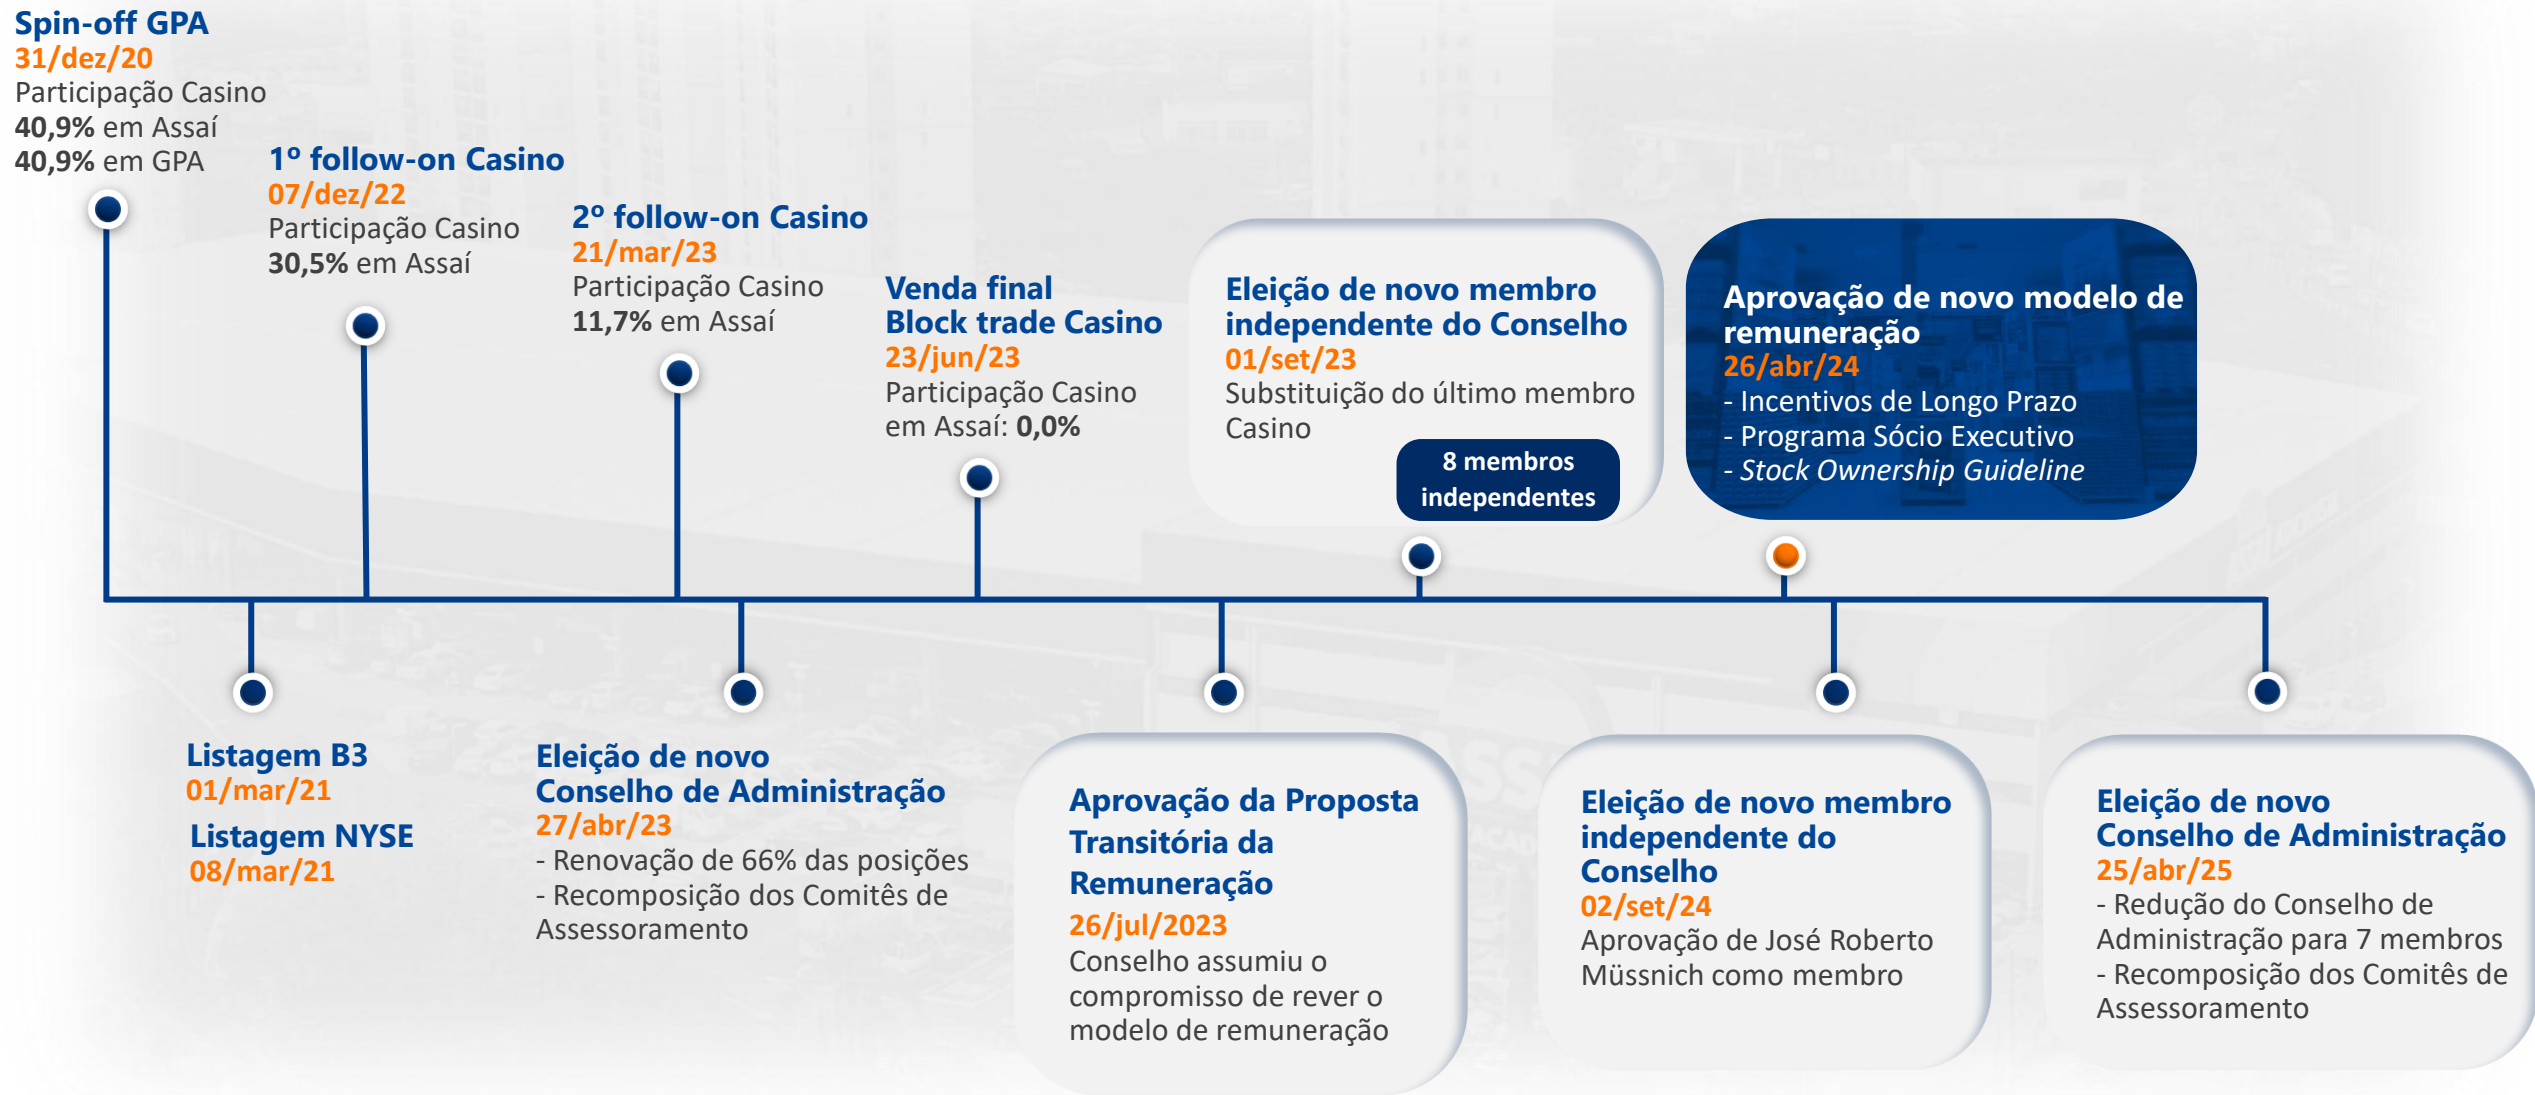 Spin-off GPA
31/dez/20
Participação Casino
40,9% em Assaí
40,9% em GPA
1º follow-on Casino
07/dez/22
Participação Casino
30,5% em Assaí
2º follow-on Casino
21/mar/23
Participação Casino
11,7% em Assaí
Venda final
Block trade Casino
23/jun/23
Participação Casino
em Assaí: 0,0%
Eleição de novo membro
independente do Conselho
01/set/23
Substituição do último membro
Casino
8 membros
independentes
Aprovação de novo modelo de
remuneração
26/abr/24
- Incentivos de Longo Prazo
- Programa Sócio Executivo
- Stock Ownership Guideline
Listagem B3
01/mar/21
Listagem NYSE
08/mar/21
Eleição de novo
Conselho de Administração
27/abr/23
- Renovação de 66% das posições
- Recomposição dos Comitês de
Assessoramento
Aprovação da Proposta
Transitória da
Remuneração
26/jul/2023
Conselho assumiu o
compromisso de rever o
modelo de remuneração
Eleição de novo membro
independente do
Conselho
02/set/24
Aprovação de José Roberto
Müssnich como membro
Eleição de novo
Conselho de Administração
25/abr/25
- Redução do Conselho de
Administração para 7 membros
- Recomposição dos Comitês de
Assessoramento